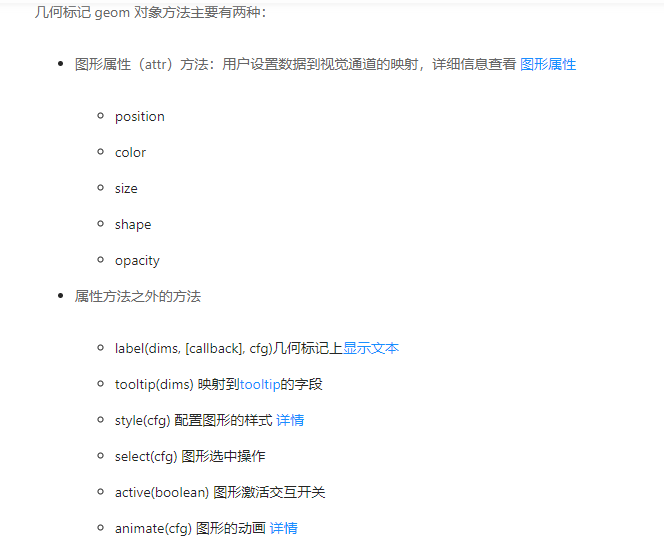 几何标记 geom 对象方法主要有两种：
图形属性（attr）方法：用户设置数据到视觉通道的映射，详细信息查看 图形属性
position
color
size
shape
opacity
属性方法之外的方法
label(dims, [callback], cfg)几何标记上显示文本
tooltip(dims) 映射到tooltip的字段
style(cfg) 配置图形的样式 详情
select(cfg) 图形选中操作
active(boolean) 图形激活交互开关
animate(cfg) 图形的动画 详情